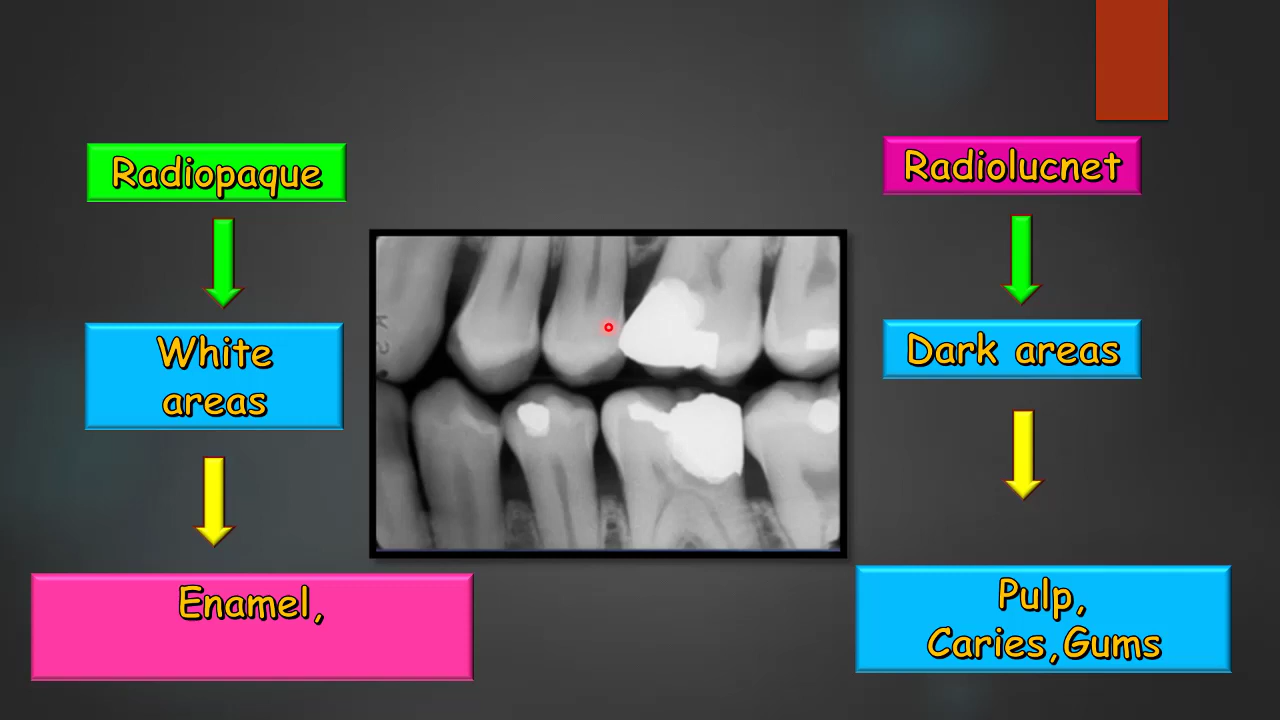 Radiopaque
White
areas
Enamel,
Radiolucnet
Dark areas
Pulp,
Caries,Gums